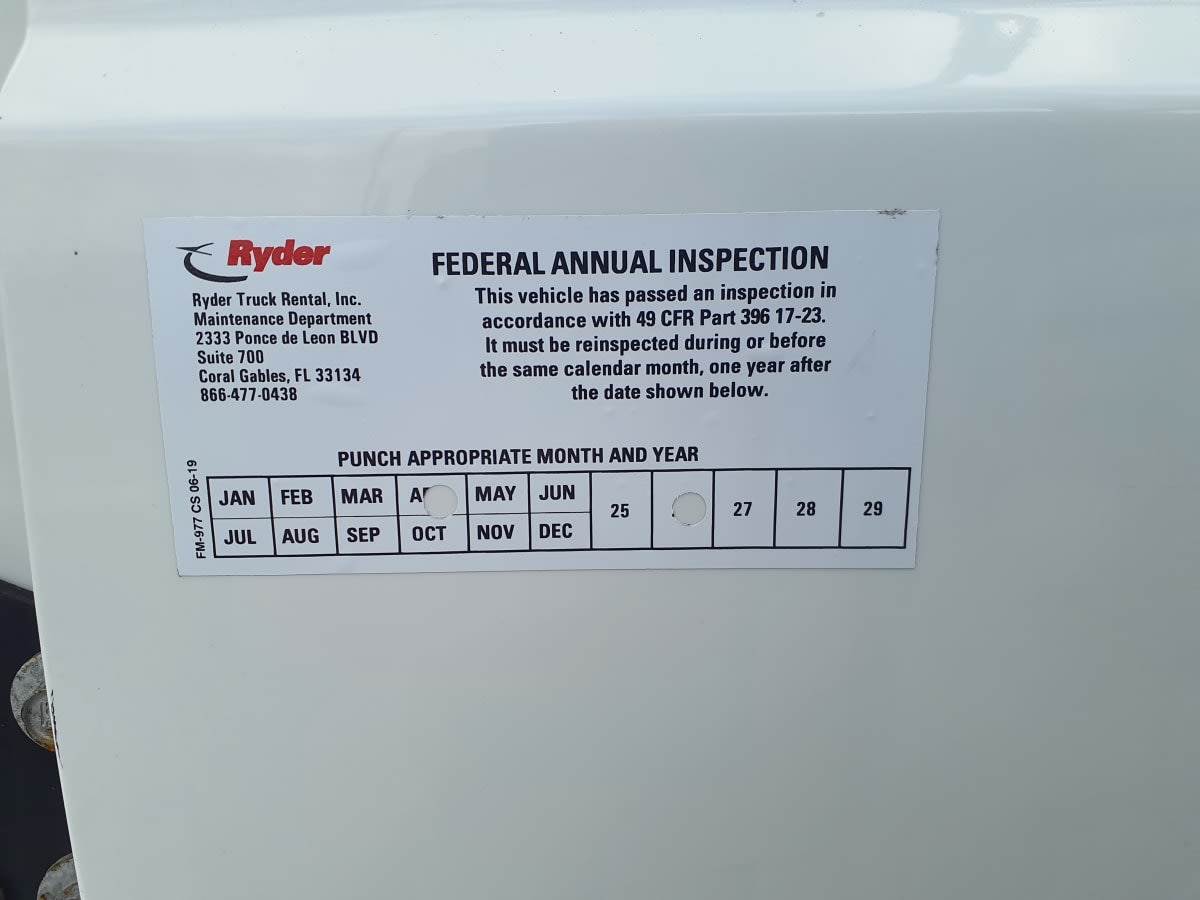 Ryder
Ryder Truck Rental, Inc.
Maintenance Department
2333 Ponce de Leon BLVD
Suite 700
Coral Gables, FL 33134
866-477-0438
FEDERAL ANNUAL INSPECTION
This vehicle has passed an inspection in
accordance with 49 CFR Part 396 17-23.
It must be reinspected during or before
the same calendar month, one year after
the date shown below.
PUNCH APPROPRIATE MONTH AND YEAR
FM-977 CS 06-19
JAN FEB MAR MAY JUN 25 27 28 29
JUL AUG SEP OCT NOV DEC